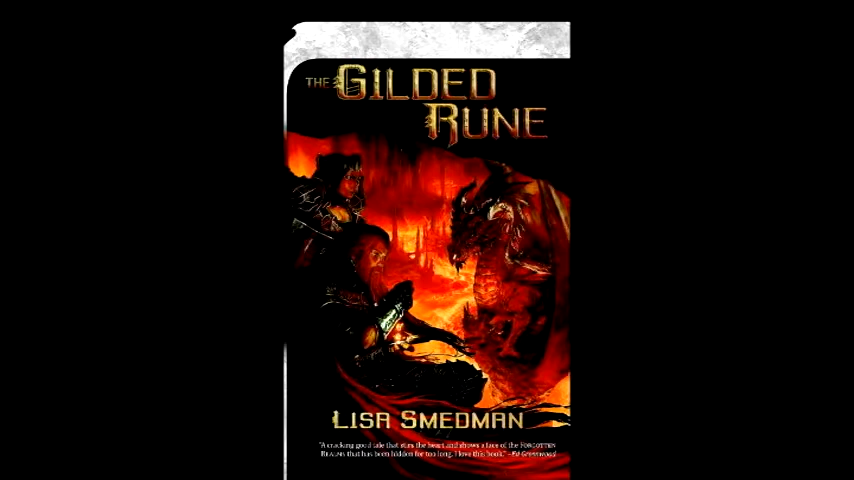 THE GILDED
RUNE
LISA SMEDMAN
"A cracking good tale that stirs the heart and shows a face of the FORGOTTEN
REALMS that has been hidden for too long. I love this book." –Ed Greenwood